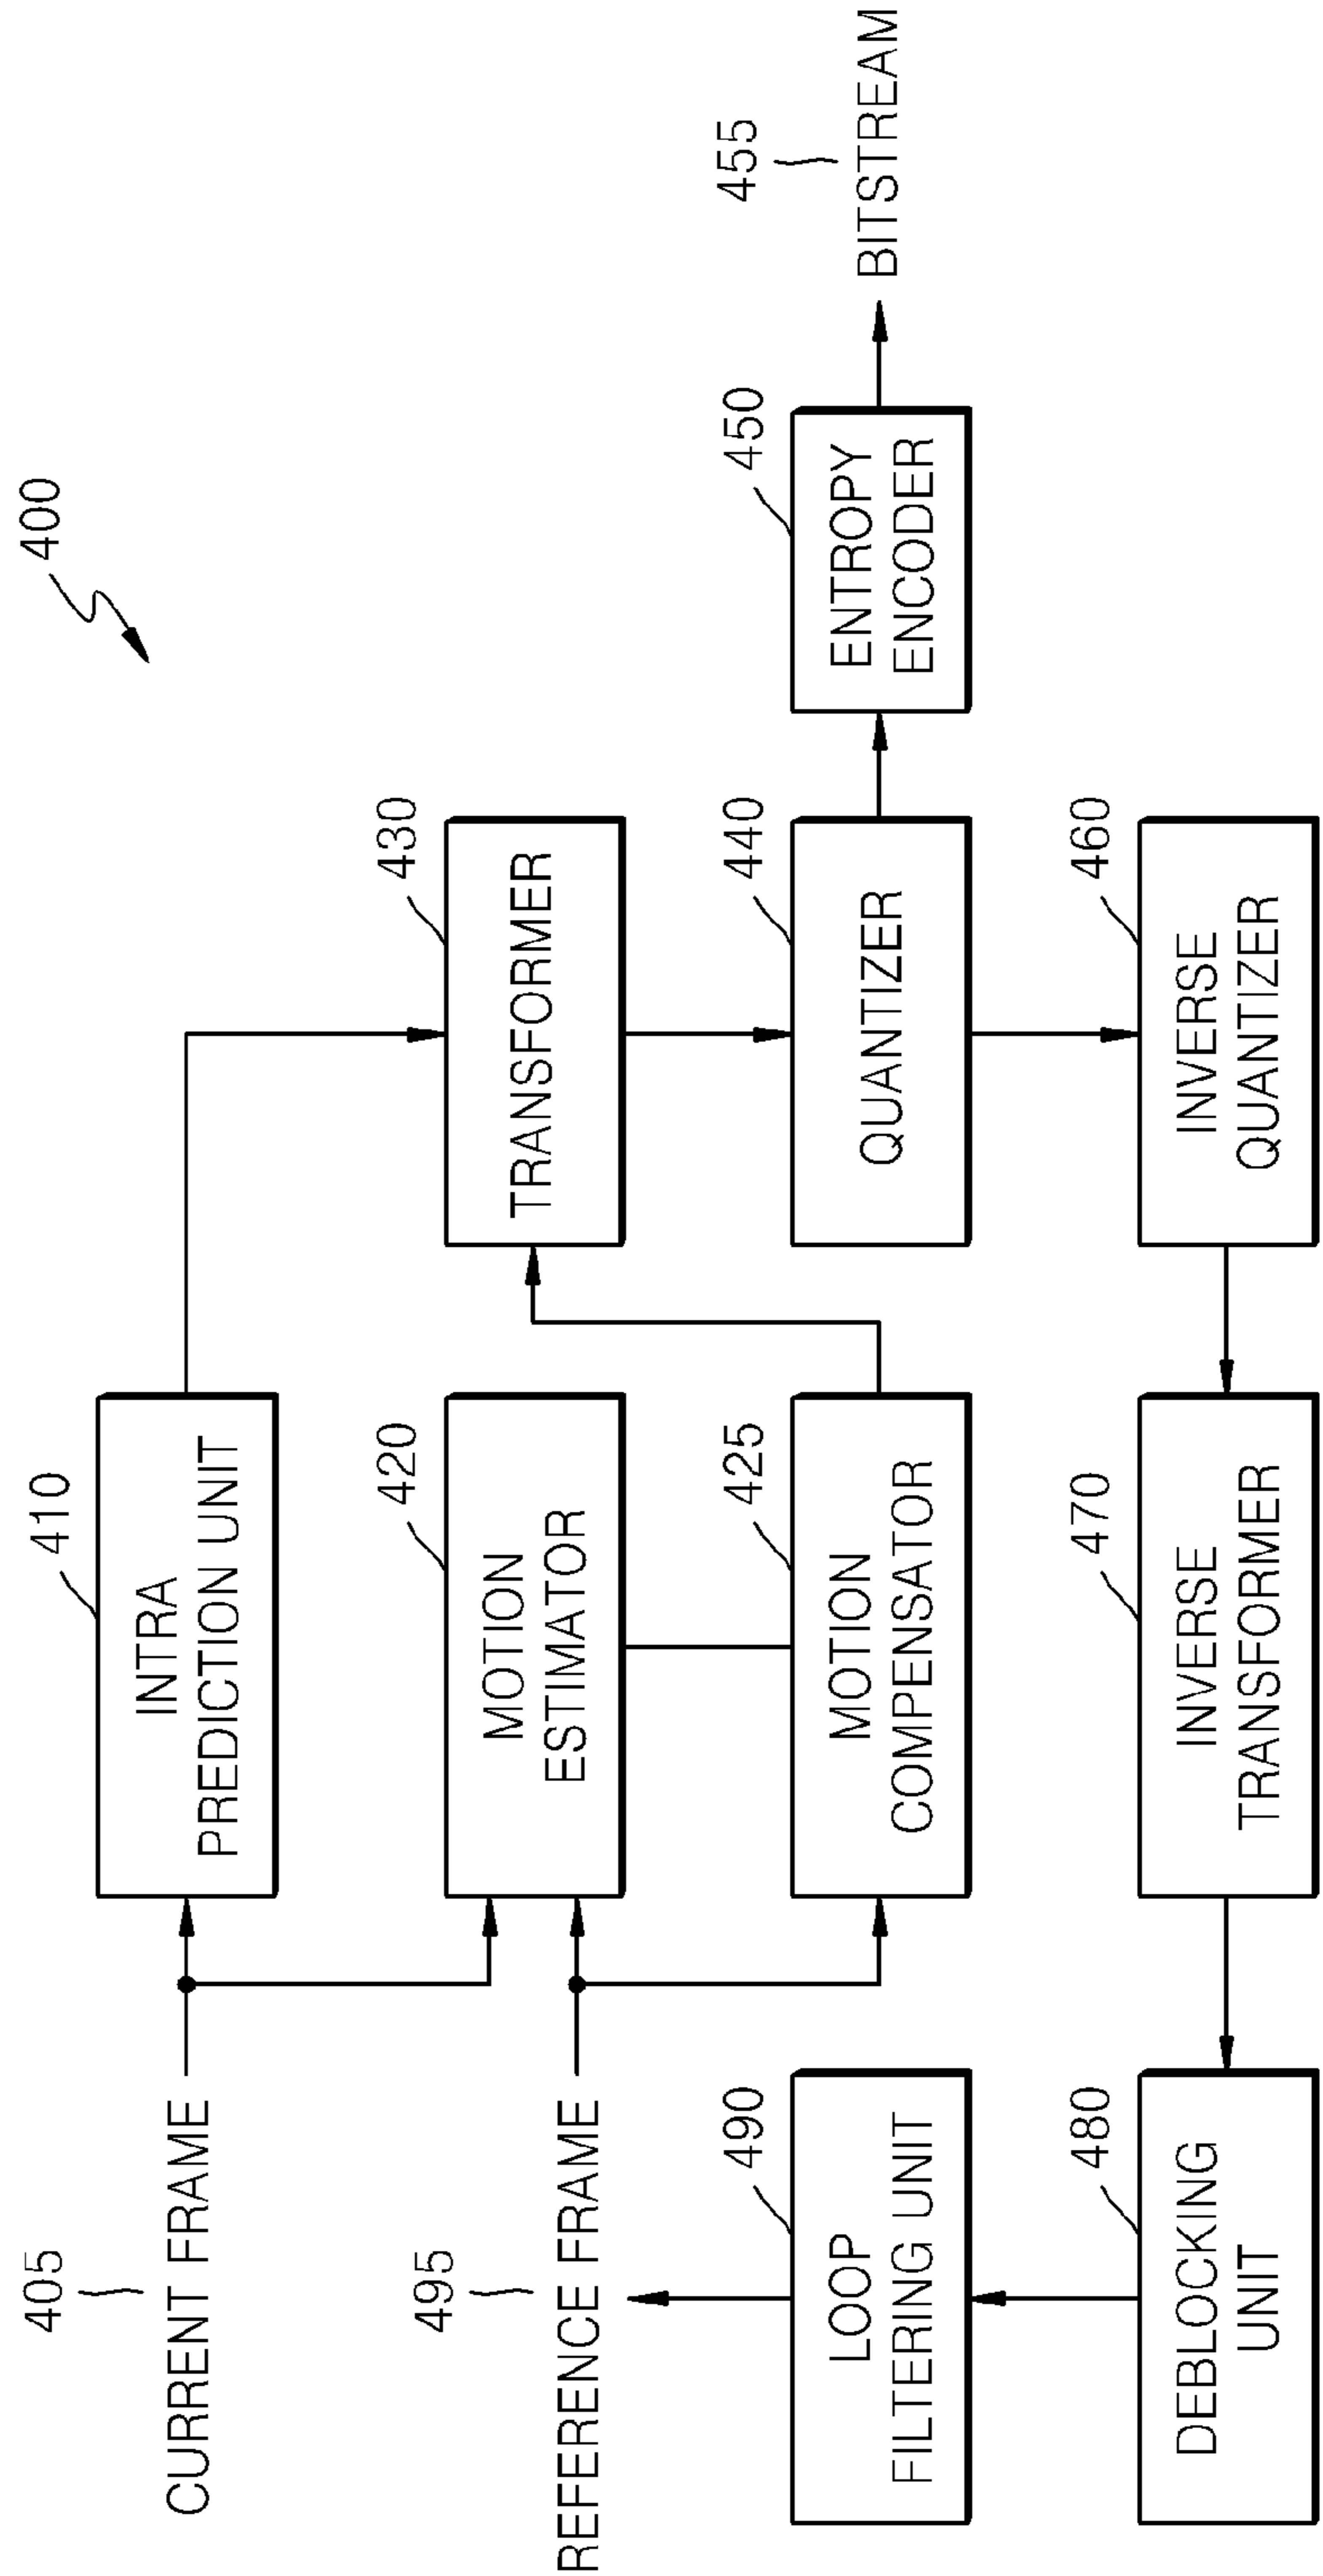 400
405
CURRENT FRAME
410
INTRA
PREDICTION UNIT
495
REFERENCE FRAME
420
MOTION
ESTIMATOR
430
TRANSFORMER
490
LOOP
FILTERING UNIT
425
MOTION
COMPENSATOR
440
QUANTIZER
450
ENTROPY
ENCODER
455
BITSTREAM
480
DEBLOCKING
UNIT
470
INVERSE
TRANSFORMER
460
INVERSE
QUANTIZER